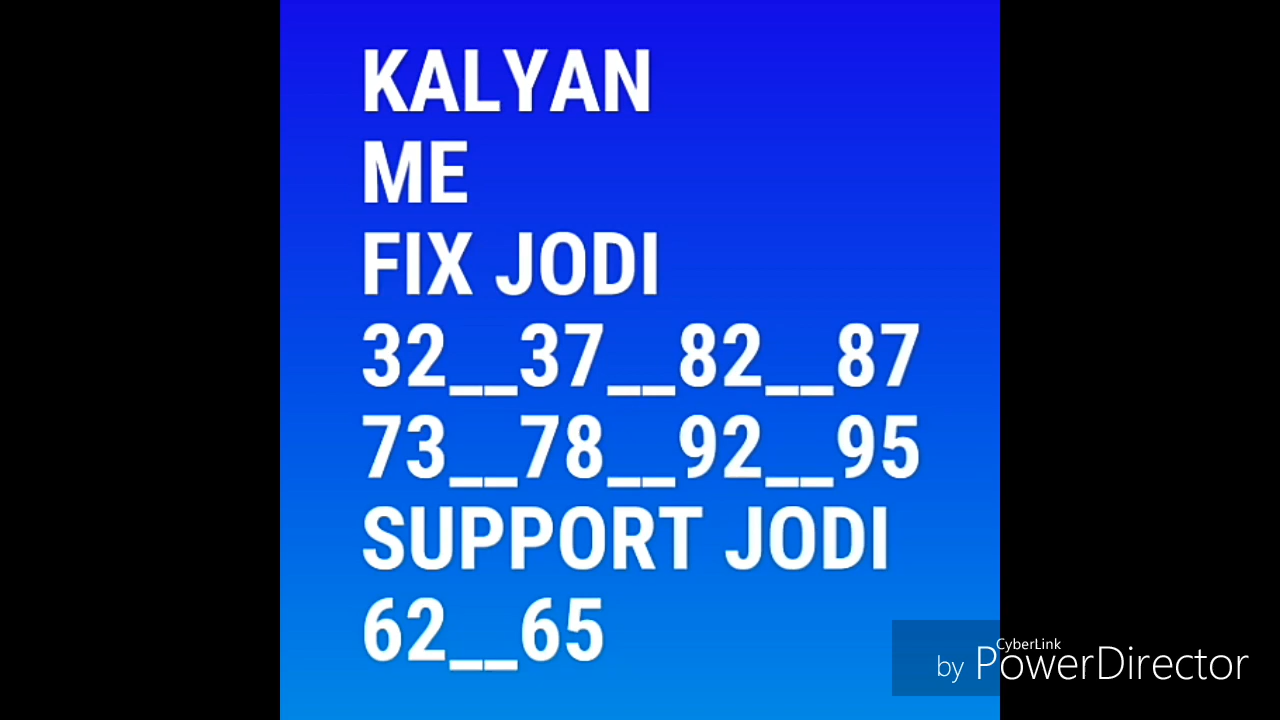 KALYAN
ME
FIX JODI
32__37__82__87
73__78__92__95
SUPPORT JODI
62__65
CyberLink
by PowerDirector